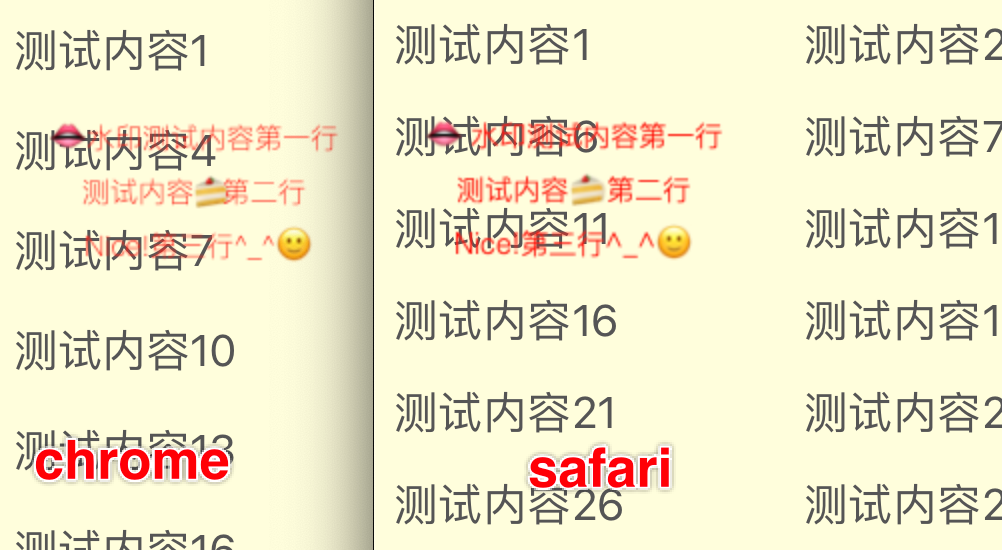 测试内容1
测试内容4
👄水印测试内容第一行
测试内容🍰第二行
测试内容7
Nice!第三行^_^🙂
测试内容10
测试内容13
chrome
测试内容16
测试内容1
测试内容2
测试内容6
👄水印测试内容第一行
测试内容7
测试内容🍰第二行
测试内容11
Nice!第三行^_^🙂
测试内容1
测试内容16
测试内容1
测试内容21
测试内容2
safari
测试内容26
测试内容2